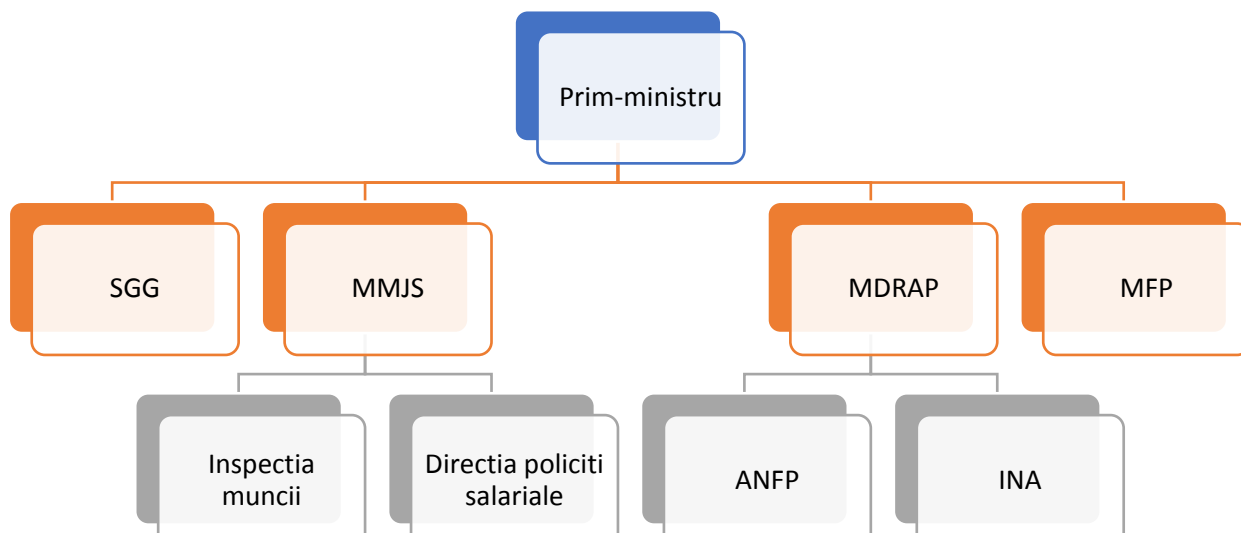 Prim-ministru
SGG
MMJS
MDRAP
MFP
Inspectia
muncii
Directia policiti
salariale
ANFP
INA